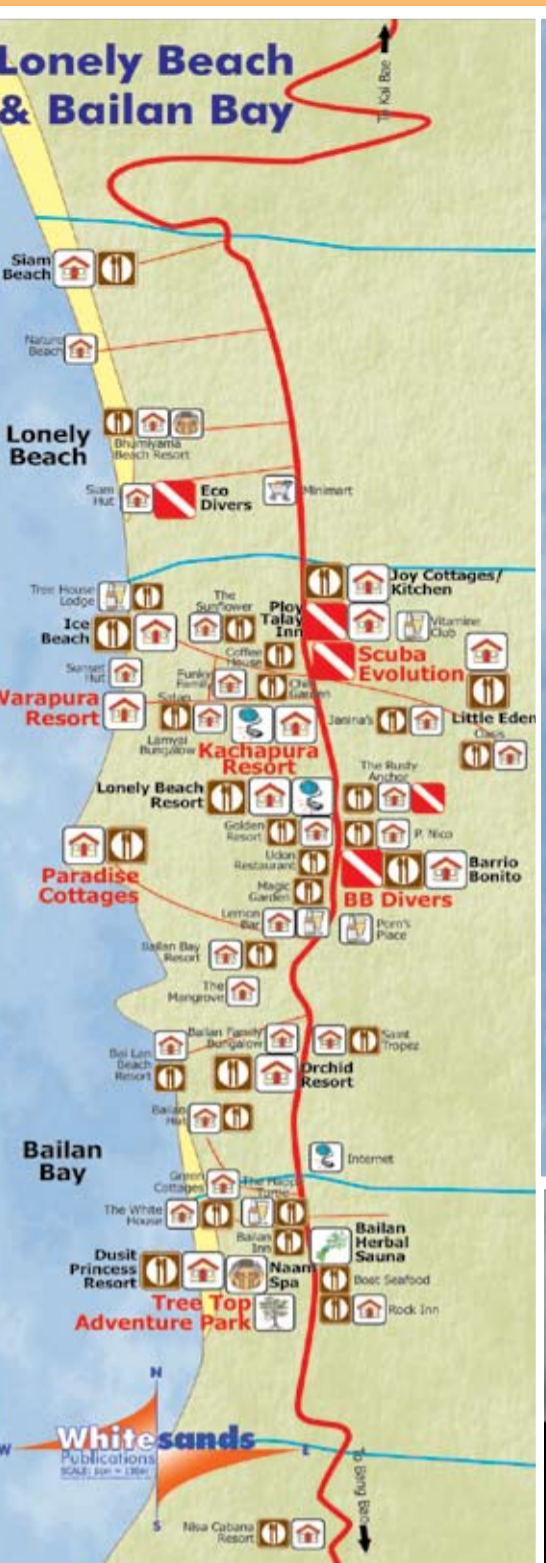 Lonely Beach
& Bailan Bay
To Kai Bae
Siam
Beach
Nature
Beach
Lonely
Beach
Bhumiyama
Beach Resort
Siam
Hut
Eco
Divers
Minimart
Tree House
Lodge
The
Sunflower
Joy Cottages/
Kitchen
Ice
Beach
Ploy
Talay
Inn
Vitamine
Club
Coffee
House
Scuba
Evolution
Sunset
Hut
Funky
Family
Chill
Garden
Warapura
Resort
Satan
Janina's
Little Eden
Lamyai
Bungalow
Kachapura
Resort
Oasis
The Rusty
Anchor
Lonely Beach
Resort
Golden
Resort
P. Nico
Paradise
Cottages
Udon
Restaurant
Barrio
Bonito
BB Divers
Magic
Garden
Lemon
Bar
Porn's
Place
Bailan Bay
Resort
The
Mangrove
Bailan Family
Bungalow
Saint
Tropez
Bai Lan
Beach
Resort
Orchid
Resort
Bailan
Hut
Bailan
Bay
Internet
Green
Cottages
The Happy
Turtle
The White
House
Bailan
Inn
Bailan
Herbal
Sauna
Dusit
Princess
Resort
Naam
Spa
Boat Seafood
Tree Top
Adventure Park
Rock Inn
N
Whitesands
Publications
W
E
S
To Bang Bao
Nisa Cabana
Resort